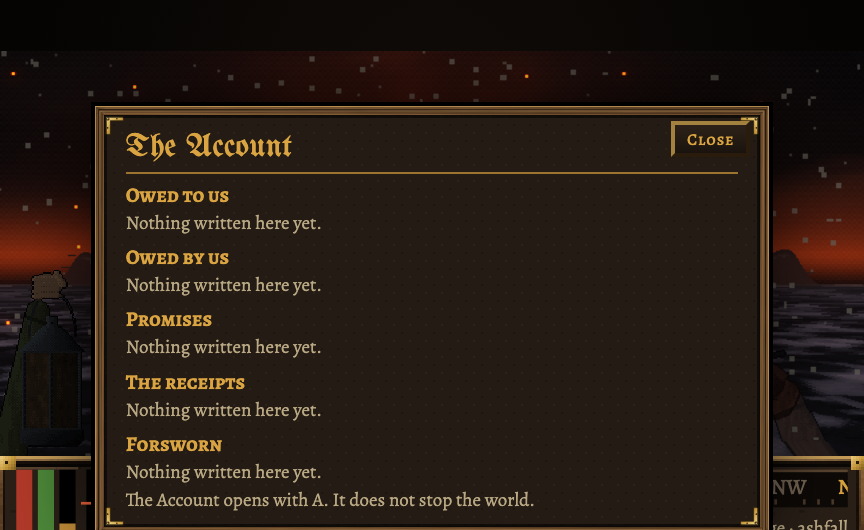 The Account
Close
Owed to us
Nothing written here yet.
Owed by us
Nothing written here yet.
Promises
Nothing written here yet.
The receipts
Nothing written here yet.
Forsworn
Nothing written here yet.
NW
The Account opens with A. It does not stop the world.